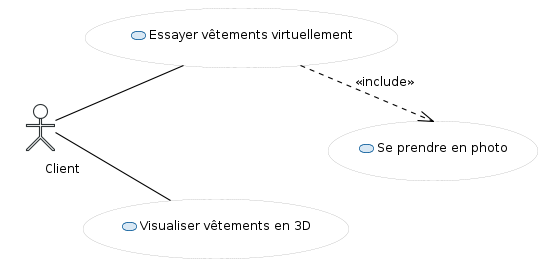 Essayer vêtements virtuellement
«include»
Se prendre en photo
Client
Visualiser vêtements en 3D